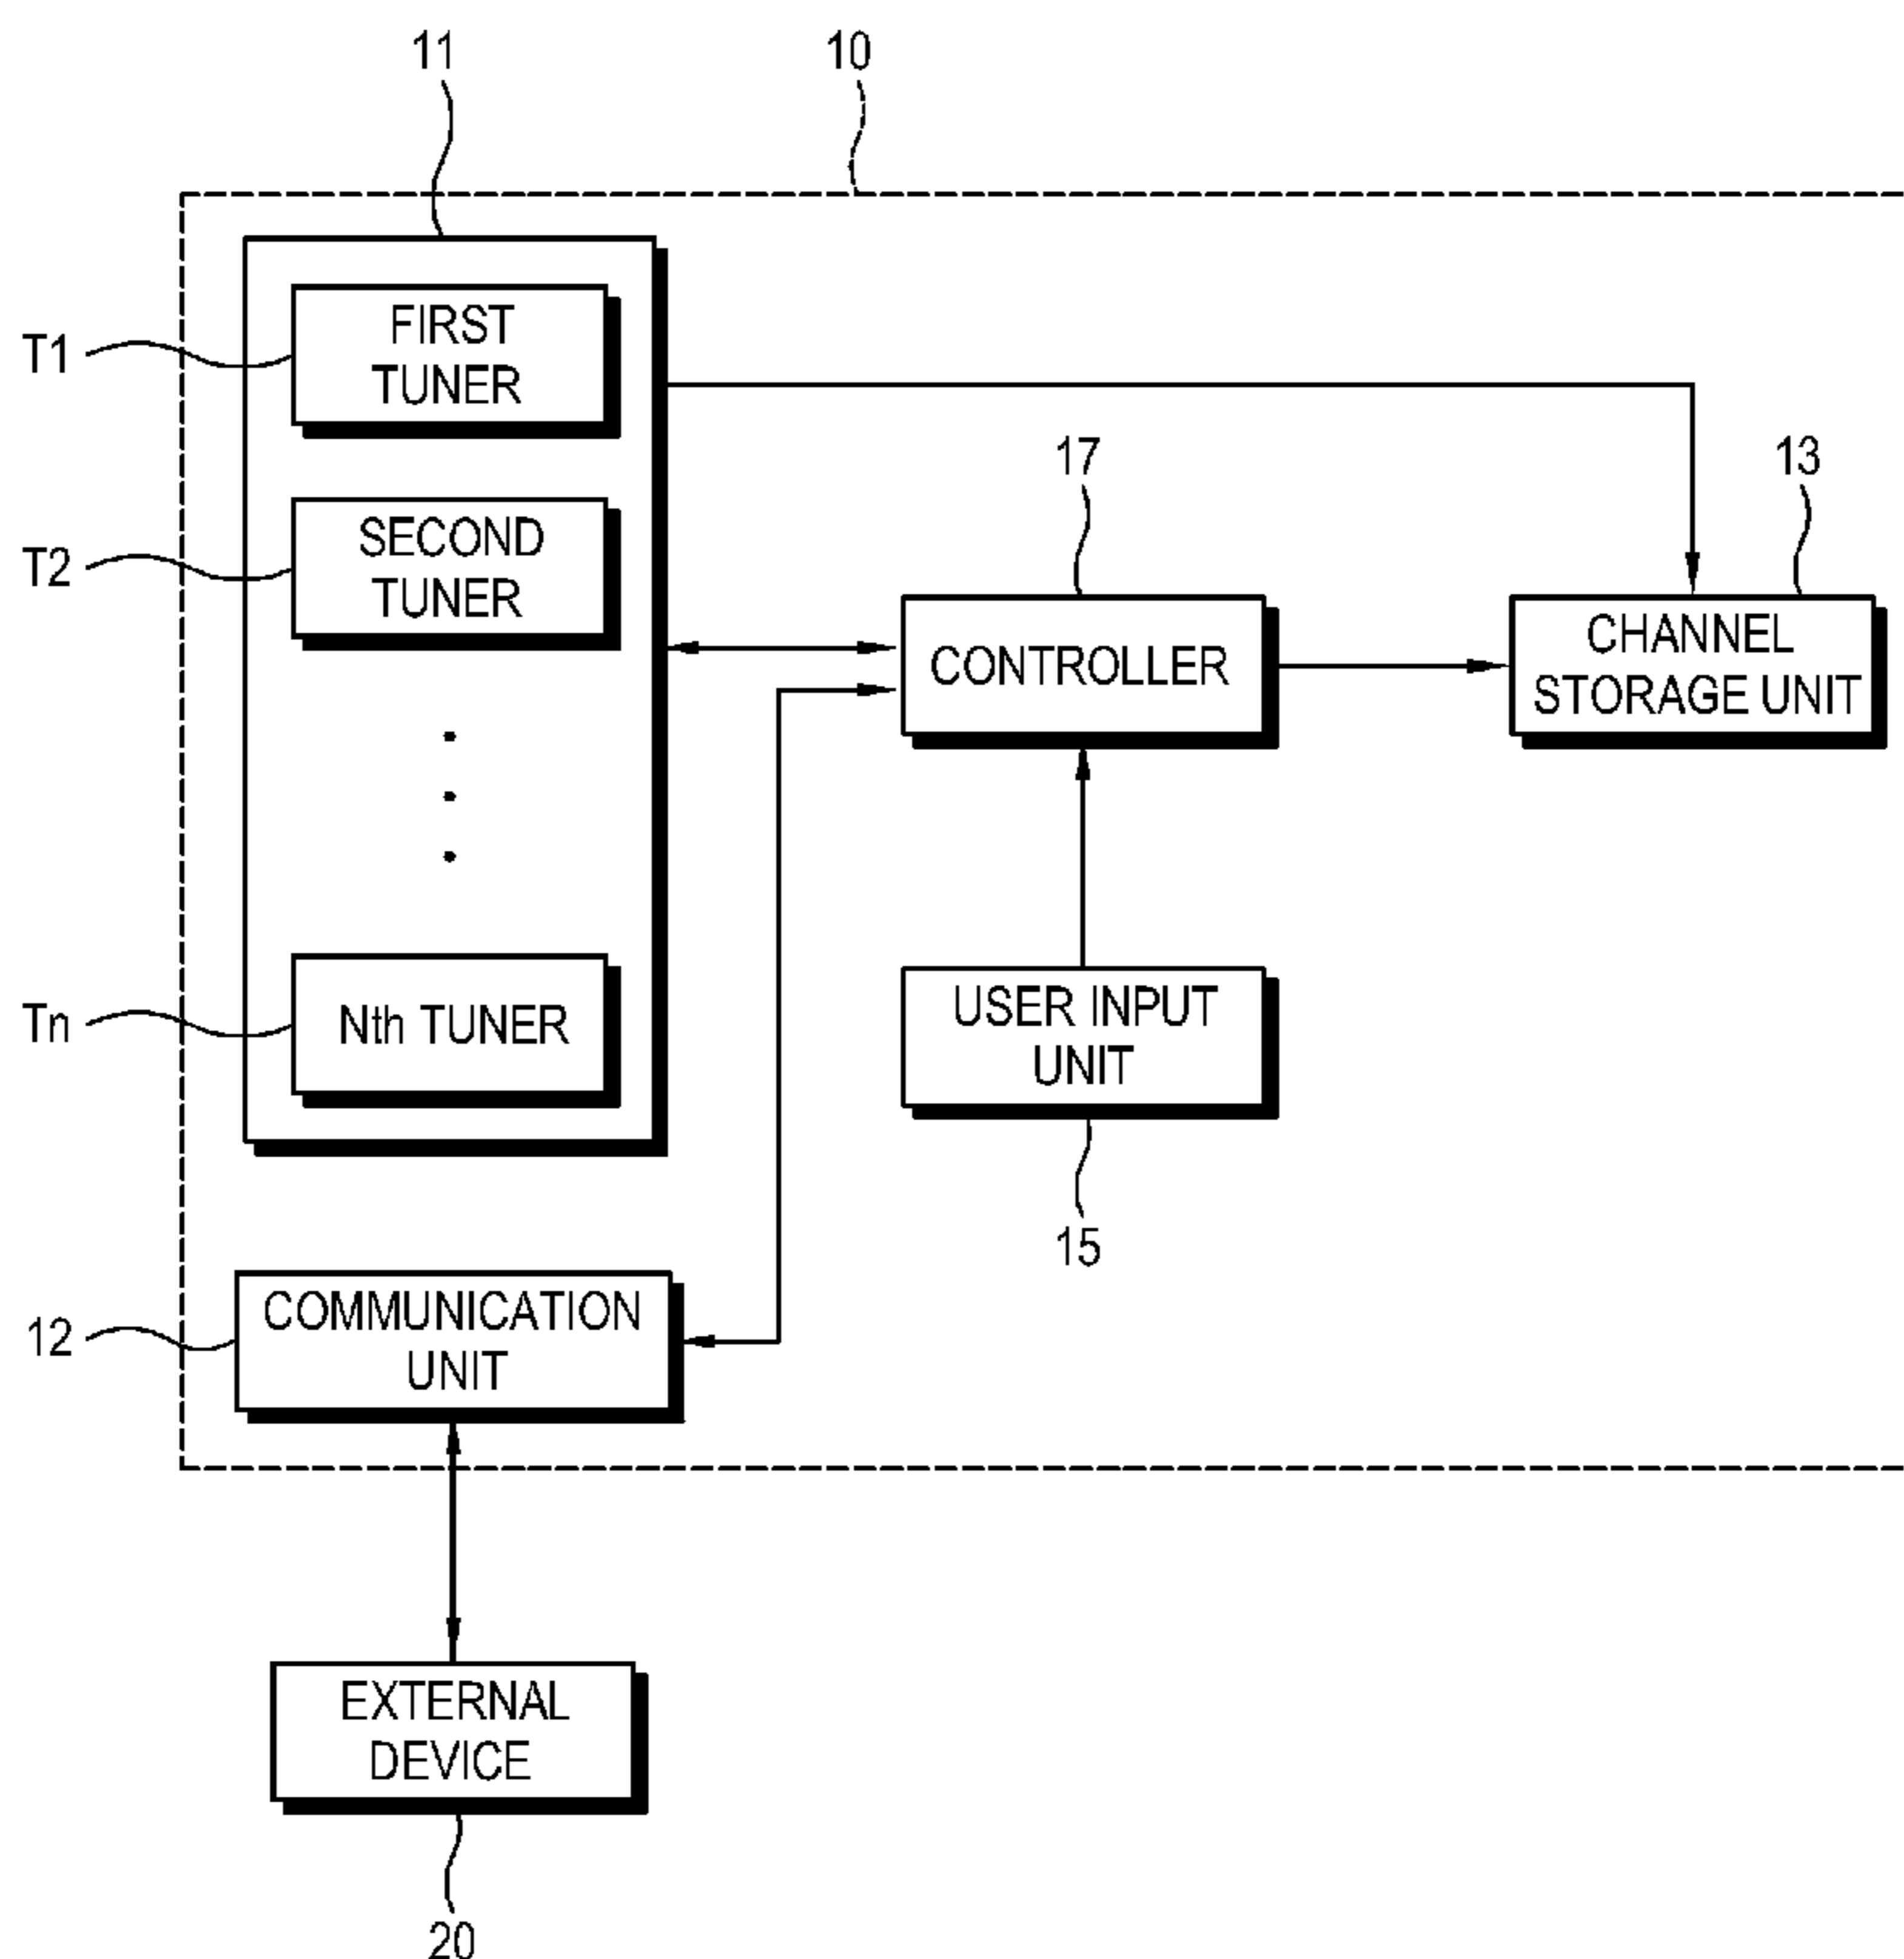 11
10
FIRST
TUNER
T1
17
13
SECOND
TUNER
T2
CONTROLLER
CHANNEL
STORAGE UNIT
Nth TUNER
Tn
USER INPUT
UNIT
15
COMMUNICATION
UNIT
12
EXTERNAL
DEVICE
20